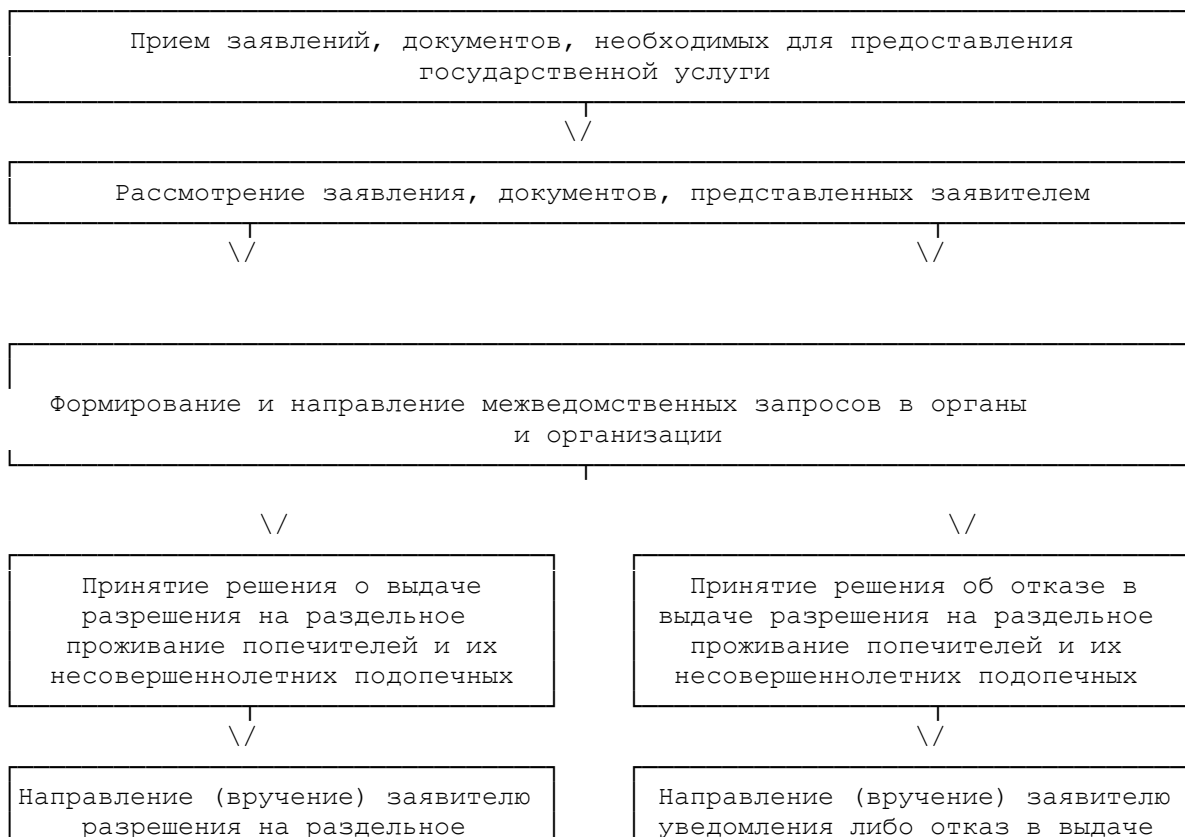 Прием заявлений, документов, необходимых для предоставления
государственной услуги
\/
Рассмотрение заявления, документов, представленных заявителем
\/ \/
Формирование и направление межведомственных запросов в органы
и организации
\/ \/
Принятие решения о выдаче
разрешения на раздельное
проживание попечителей и их
несовершеннолетних подопечных
Принятие решения об отказе в
выдаче разрешения на раздельное
проживание попечителей и их
несовершеннолетних подопечных
\/ \/
Направление (вручение) заявителю
разрешения на раздельное
Направление (вручение) заявителю
уведомления либо отказ в выдаче